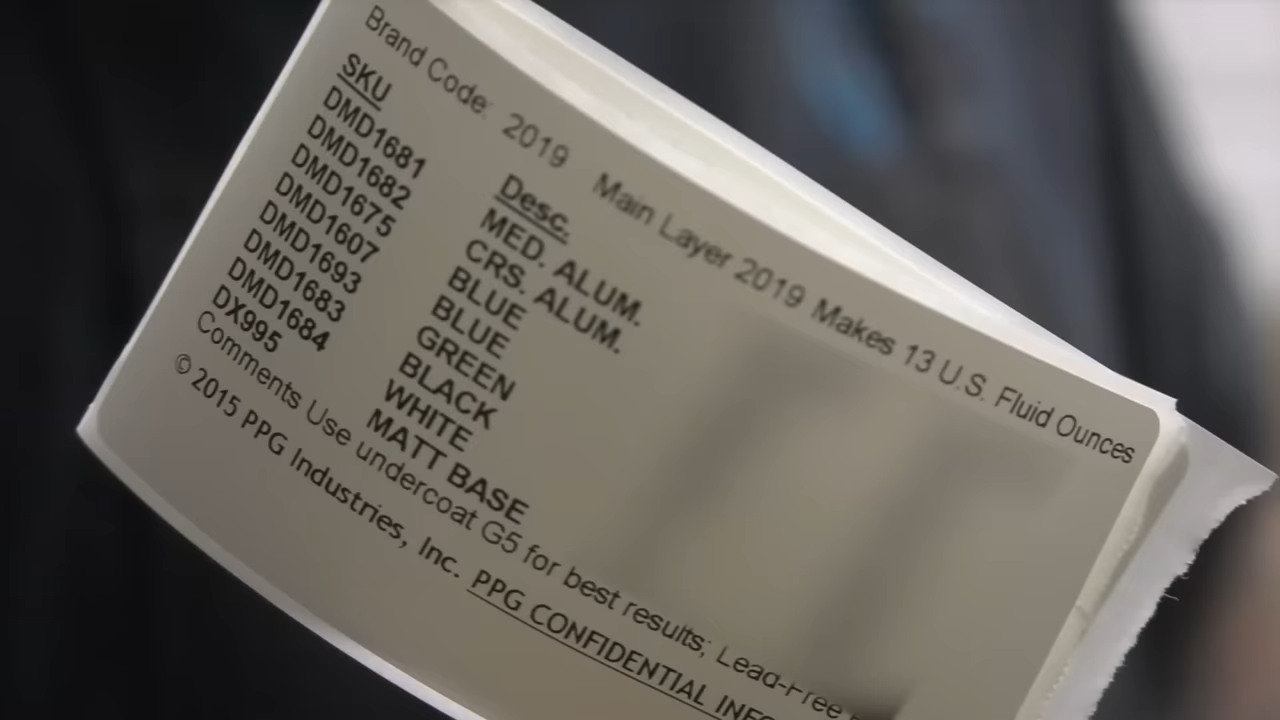 Brand Code: 2019 Main Layer 2019 Makes 13 U.S. Fluid Ounces
SKU Desc.
DMD1681 MED. ALUM.
DMD1682 CRS. ALUM.
DMD1675 BLUE
DMD1607 BLUE
DMD1693 GREEN
DMD1683 BLACK
DMD1684 WHITE
DX995 MATT BASE
Comments Use undercoat G5 for best results; Lead-Free
© 2015 PPG Industries, Inc. PPG CONFIDENTIAL